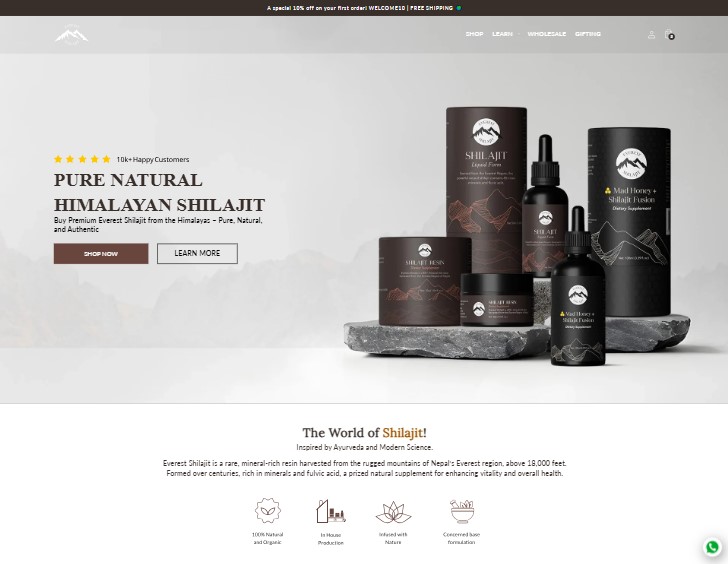 A special 10% off on your first order! WELCOME10 | FREE SHIPPING
SHOP LEARN WHOLESALE GIFTING
0
10k+ Happy Customers
PURE NATURAL
HIMALAYAN SHILAJIT
Buy Premium Everest Shilajit from the Himalayas – Pure, Natural,
and Authentic
SHOP NOW
LEARN MORE
SHILAJIT
Liquid Form
Mad Honey +
Shilajit Fusion
Dietary Supplement
SHILAJIT RESIN
SHILAJIT RESIN
Mad Honey +
Shilajit Fusion
Dietary Supplement
The World of Shilajit!
Inspired by Ayurveda and Modern Science.
Everest Shilajit is a rare, mineral-rich resin harvested from the rugged mountains of Nepal's Everest region, above 18,000 feet.
Formed over centuries, rich in minerals and fulvic acid, a prized natural supplement for enhancing vitality and overall health.
100% Natural
and Organic
In House
Production
Infused with
Nature
Concerned base
formulation